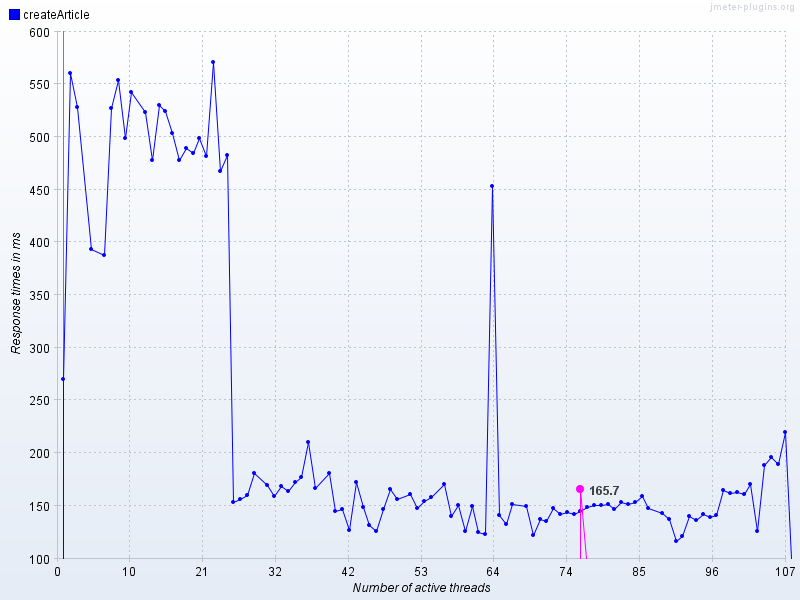 jmeter-plugins.org
createArticle
600
550
500
450
400
350
300
250
200
150
100
Response times in ms
165.7
0 10 21 32 42 53 64 74 85 96 107
Number of active threads